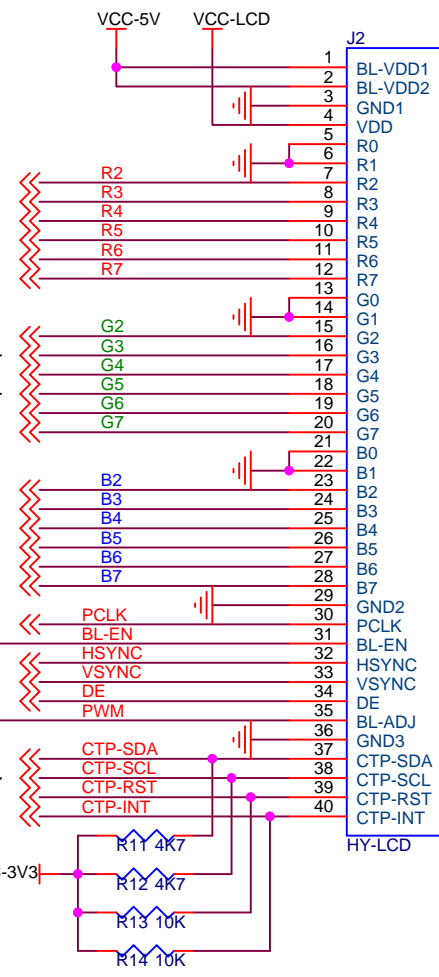 VCC-5V VCC-LCD
J2
1 BL-VDD1
2 BL-VDD2
3 GND1
4 VDD
5 R0
6 R1
R2 7 R2
R3 8 R3
R4 9 R4
R5 10 R5
R6 11 R6
R7 12 R7
13 G0
14 G1
G2 15 G2
G3 16 G3
G4 17 G4
G5 18 G5
G6 19 G6
G7 20 G7
21 B0
22 B1
B2 23 B2
B3 24 B3
B4 25 B4
B5 26 B5
B6 27 B6
B7 28 B7
29 GND2
PCLK 30 PCLK
BL-EN 31 BL-EN
HSYNC 32 HSYNC
VSYNC 33 VSYNC
DE 34 DE
PWM 35 BL-ADJ
36 GND3
CTP-SDA 37 CTP-SDA
CTP-SCL 38 CTP-SCL
CTP-RST 39 CTP-RST
CTP-INT 40 CTP-INT
HY-LCD
R11 4K7
-3V3
R12 4K7
R13 10K
R14 10K